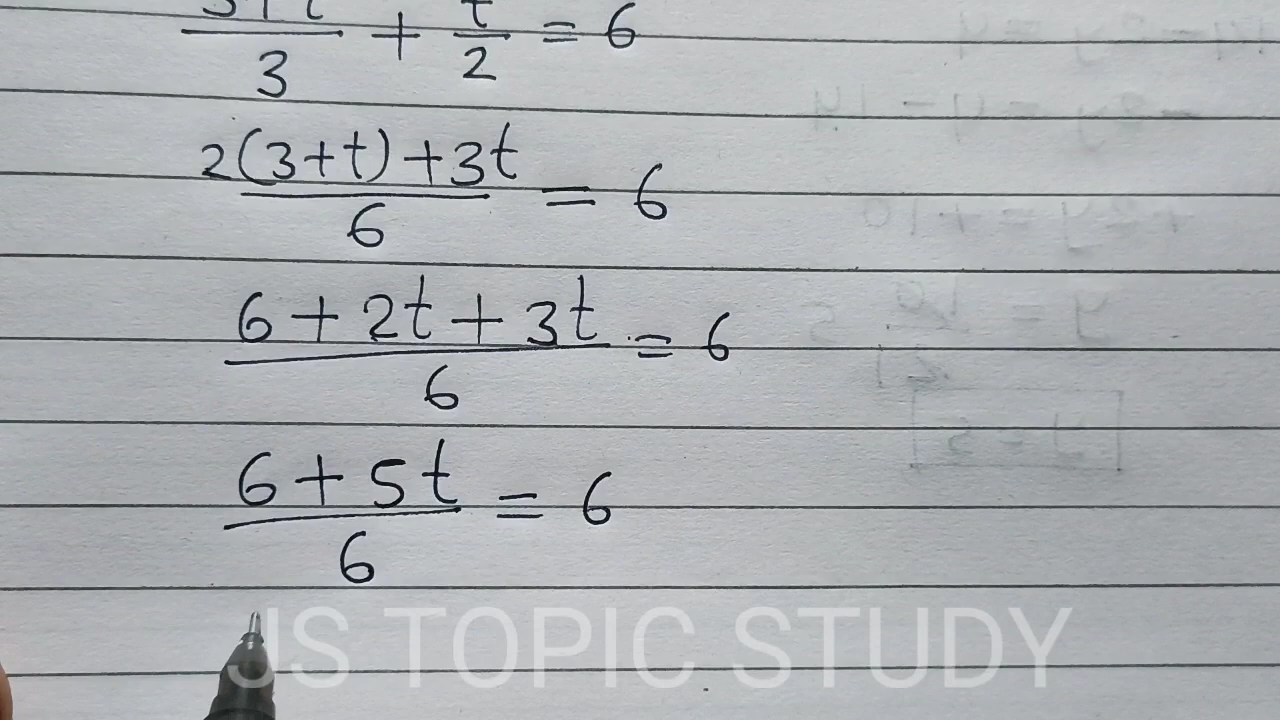 3+t/3 + t/2 = 6
2(3+t)+3t/6 = 6
6+2t+3t/6 = 6
6+5t/6 = 6
JS TOPIC STUDY